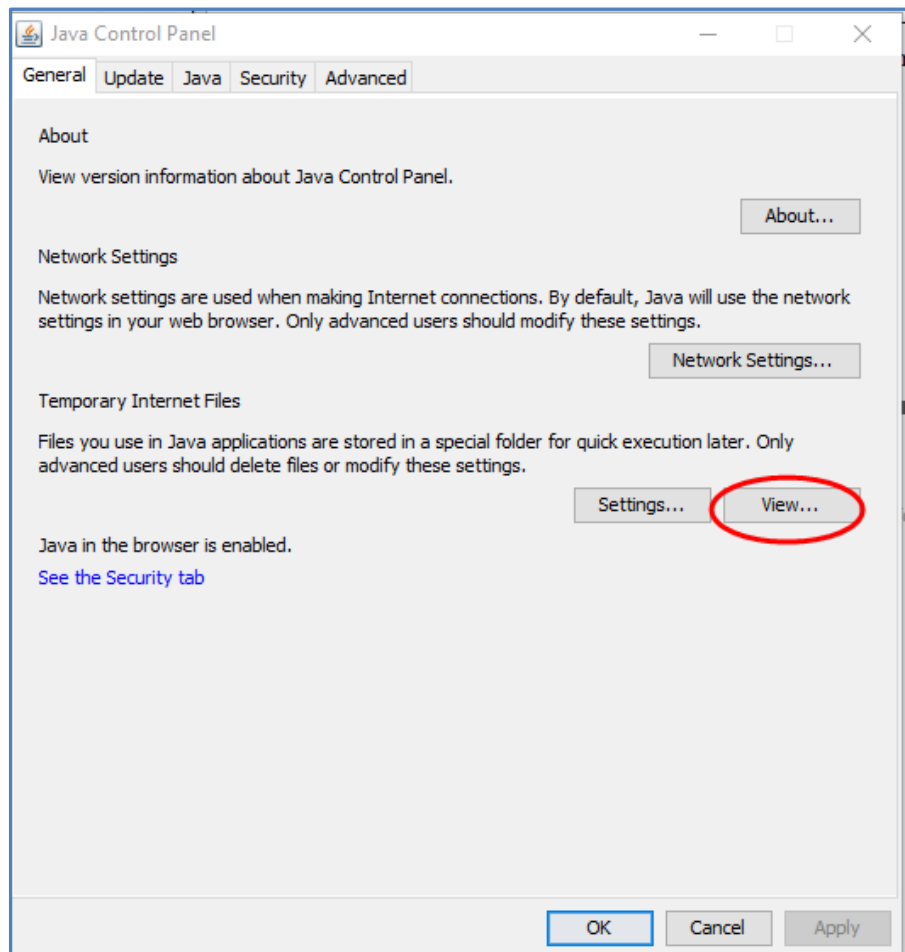 Java Control Panel
General Update Java Security Advanced
About
View version information about Java Control Panel.
About...
Network Settings
Network settings are used when making Internet connections. By default, Java will use the network
settings in your web browser. Only advanced users should modify these settings.
Network Settings...
Temporary Internet Files
Files you use in Java applications are stored in a special folder for quick execution later. Only
advanced users should delete files or modify these settings.
Settings... View...
Java in the browser is enabled.
See the Security tab
OK Cancel Apply